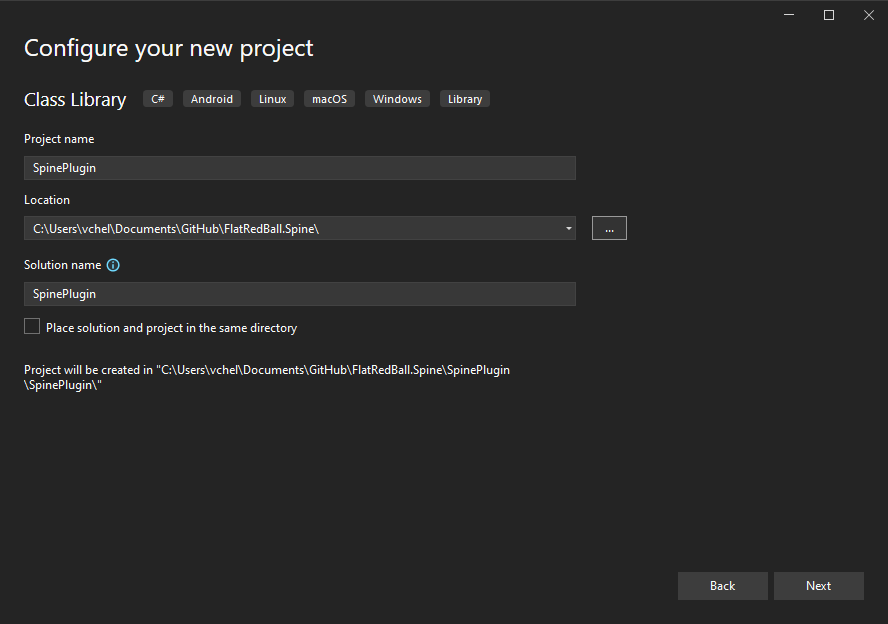 Configure your new project
Class Library C# Android Linux macOS Windows Library
Project name
SpinePlugin
Location
C:\Users\vchel\Documents\GitHub\FlatRedBall.Spine\
...
Solution name
SpinePlugin
Place solution and project in the same directory
Project will be created in "C:\Users\vchel\Documents\GitHub\FlatRedBall.Spine\SpinePlugin
\SpinePlugin\"
Back Next